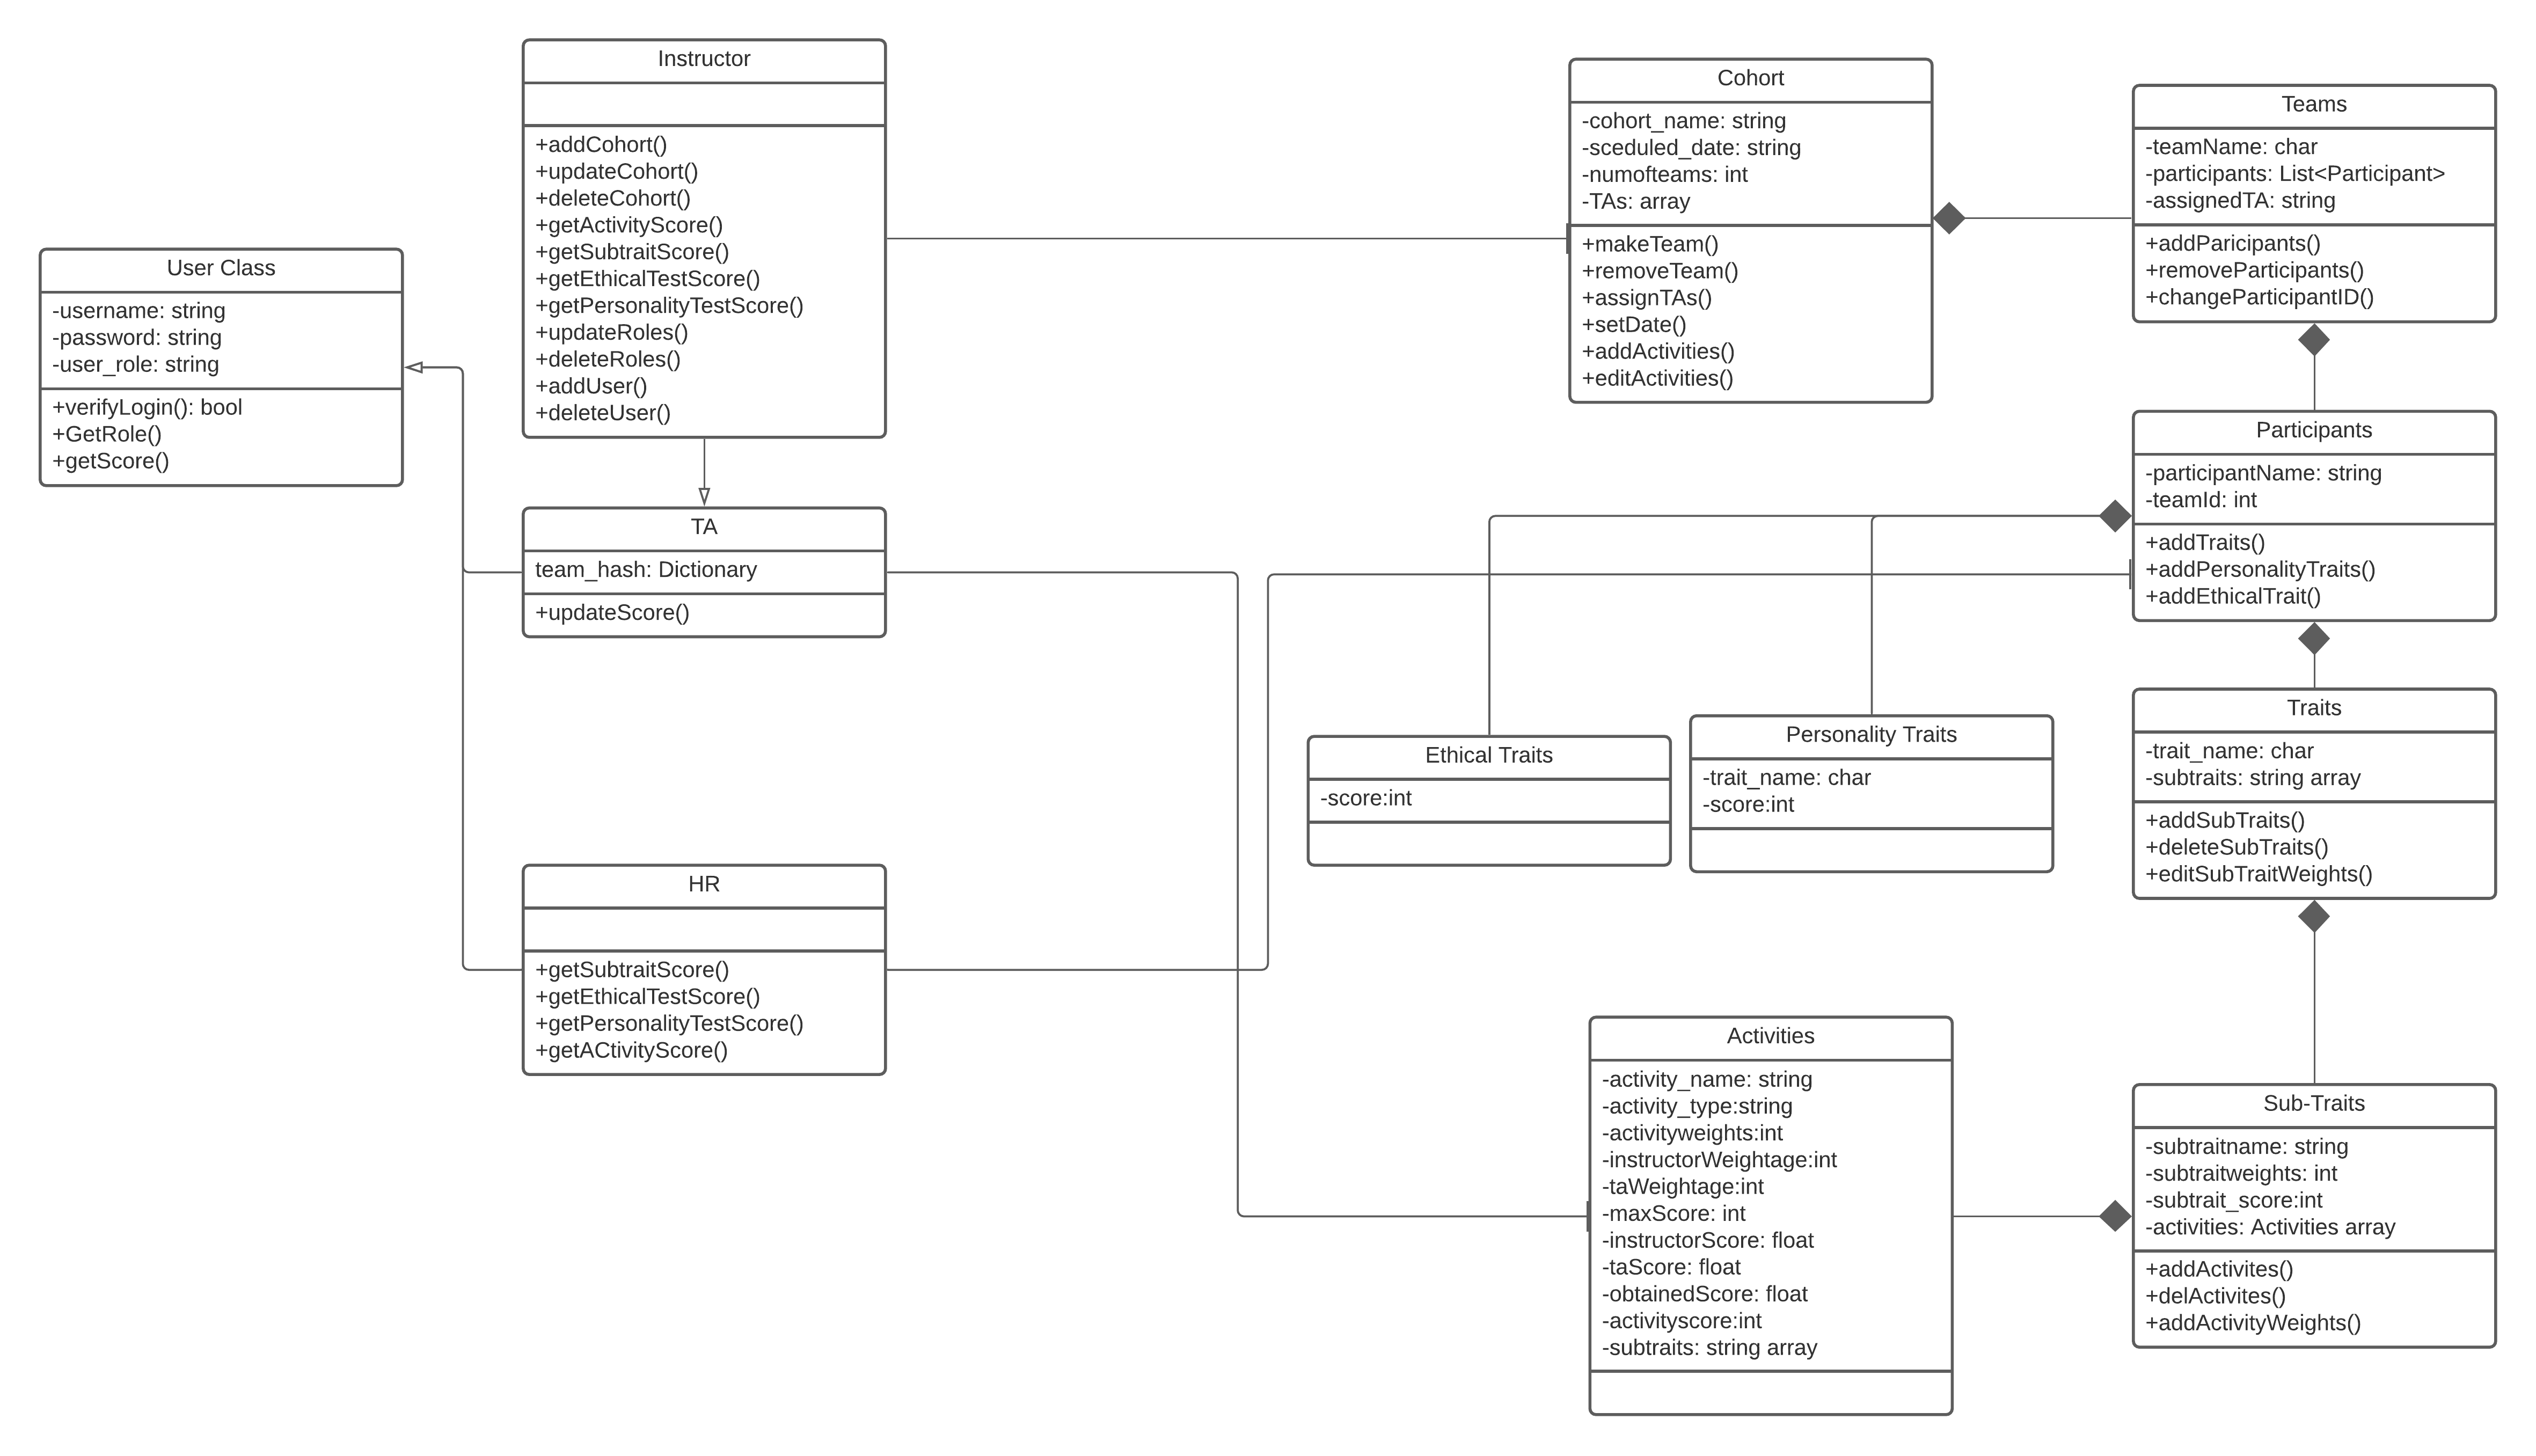 Instructor
+addCohort()
+updateCohort()
+deleteCohort()
+getActivityScore()
+getSubtraitScore()
+getEthicalTestScore()
+getPersonalityTestScore()
+updateRoles()
+deleteRoles()
+addUser()
+deleteUser()
Cohort
-cohort_name: string
-sceduled_date: string
-numofteams: int
-TAs: array
+makeTeam()
+removeTeam()
+assignTAs()
+setDate()
+addActivities()
+editActivities()
Teams
-teamName: char
-participants: List<Participant>
-assignedTA: string
+addParicipants()
+removeParticipants()
+changeParticipantID()
User Class
-username: string
-password: string
-user_role: string
+verifyLogin(): bool
+GetRole()
+getScore()
TA
team_hash: Dictionary
+updateScore()
Participants
-participantName: string
-teamId: int
+addTraits()
+addPersonalityTraits()
+addEthicalTrait()
Ethical Traits
-score:int
Personality Traits
-trait_name: char
-score:int
Traits
-trait_name: char
-subtraits: string array
+addSubTraits()
+deleteSubTraits()
+editSubTraitWeights()
HR
+getSubtraitScore()
+getEthicalTestScore()
+getPersonalityTestScore()
+getACtivityScore()
Activities
-activity_name: string
-activity_type:string
-activityweights:int
-instructorWeightage:int
-taWeightage:int
-maxScore: int
-instructorScore: float
-taScore: float
-obtainedScore: float
-activityscore:int
-subtraits: string array
Sub-Traits
-subtraitname: string
-subtraitweights: int
-subtrait_score:int
-activities: Activities array
+addActivites()
+delActivites()
+addActivityWeights()